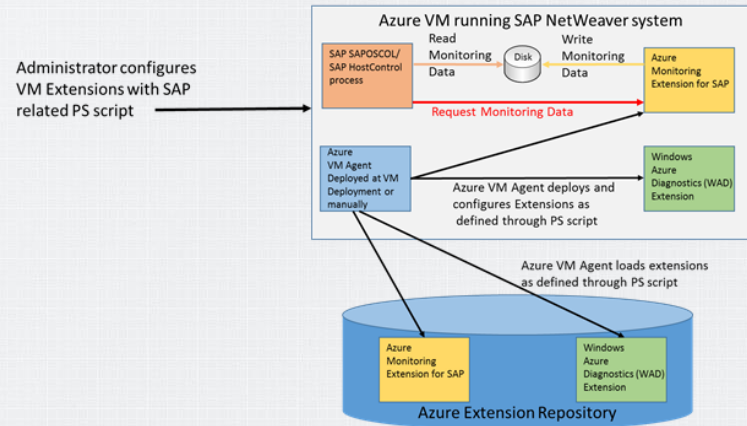 Azure VM running SAP NetWeaver system
Administrator configures
VM Extensions with SAP
related PS script
SAP SAPOSCOL/
SAP HostControl
process
Read
Monitoring
Data
Disk
Write
Monitoring
Data
Azure
Monitoring
Extension for SAP
Request Monitoring Data
Azure
VM Agent
Deployed at VM
Deployment or
manually
Windows
Azure
Diagnostics (WAD)
Extension
Azure VM Agent deploys and
configures Extensions as
defined through PS script
Azure VM Agent loads extensions
as defined through PS script
Azure
Monitoring
Extension for SAP
Windows
Azure
Diagnostics (WAD)
Extension
Azure Extension Repository